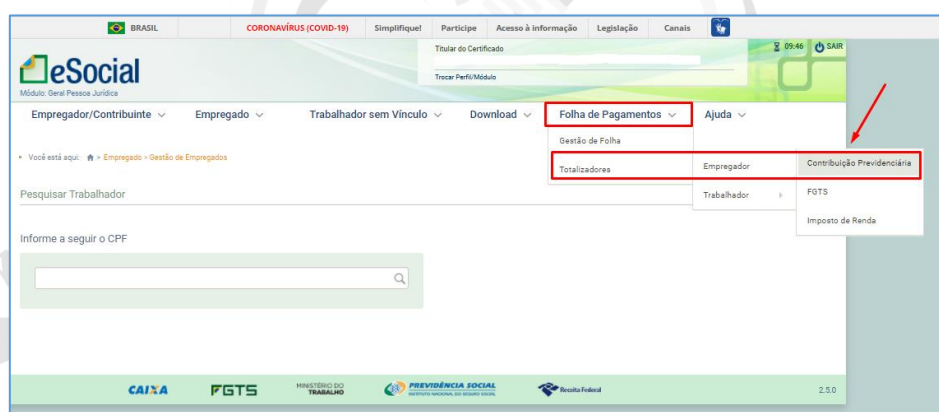 BRASIL CORONAVÍRUS (COVID-19) Simplifique! Participe Acesso à informação Legislação Canais
Titular do Certificado
09:46 SAIR
eSocial
Trocar Perfil/Módulo
Módulo: Geral Pessoa Jurídica
Empregador/Contribuinte Empregado Trabalhador sem Vínculo Download Folha de Pagamentos Ajuda
Gestão de Folha
Você está aqui: > Empregado > Gestão de Empregados
Totalizadores Empregador Contribuição Previdenciária
Pesquisar Trabalhador
Trabalhador FGTS
Imposto de Renda
Informe a seguir o CPF
CAIXA FGTS MINISTÉRIO DO TRABALHO PREVIDÊNCIA SOCIAL INSTITUTO NACIONAL DO SEGURO SOCIAL Receita Federal 2.5.0